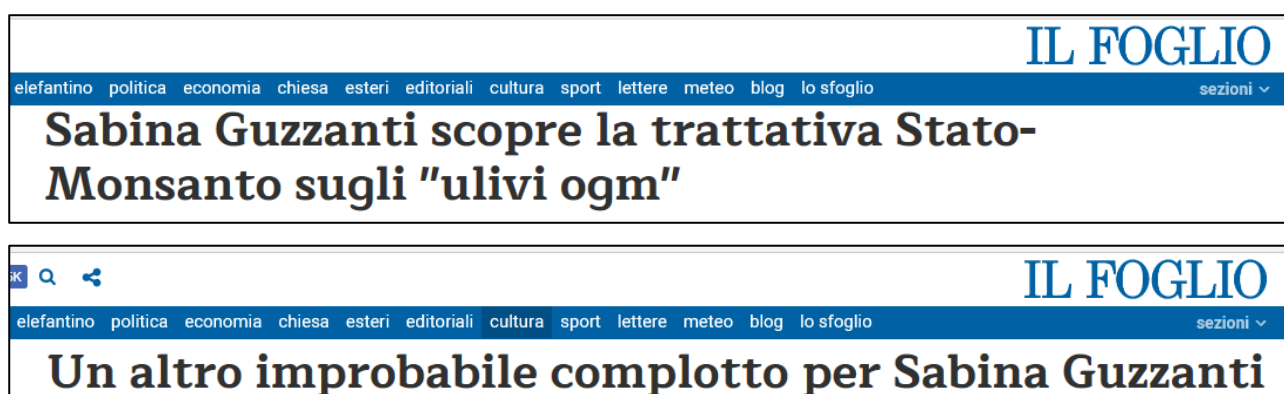 IL FOGLIO
elefantino politica economia chiesa esteri editoriali cultura sport lettere meteo blog lo sfoglio sezioni
Sabina Guzzanti scopre la trattativa Stato-
Monsanto sugli "ulivi ogm"
IL FOGLIO
elefantino politica economia chiesa esteri editoriali cultura sport lettere meteo blog lo sfoglio sezioni
Un altro improbabile complotto per Sabina Guzzanti